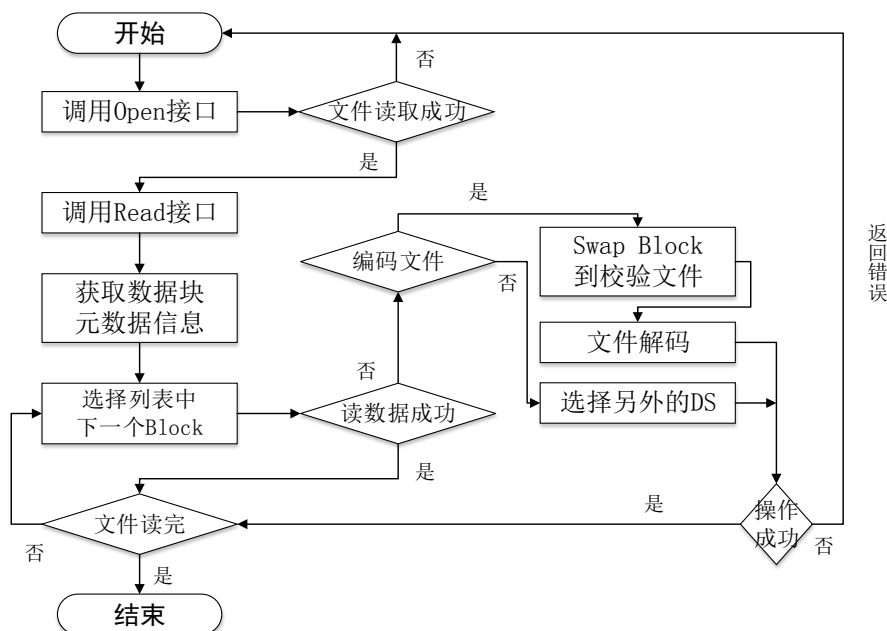 开始
否
调用Open接口
文件读取成功
是
调用Read接口
是
编码文件
否
Swap Block
到校验文件
返回错误
获取数据块
元数据信息
文件解码
否
选择列表中
下一个Block
读数据成功
选择另外的DS
是
文件读完
否
是
操作
成功
否
是
结束